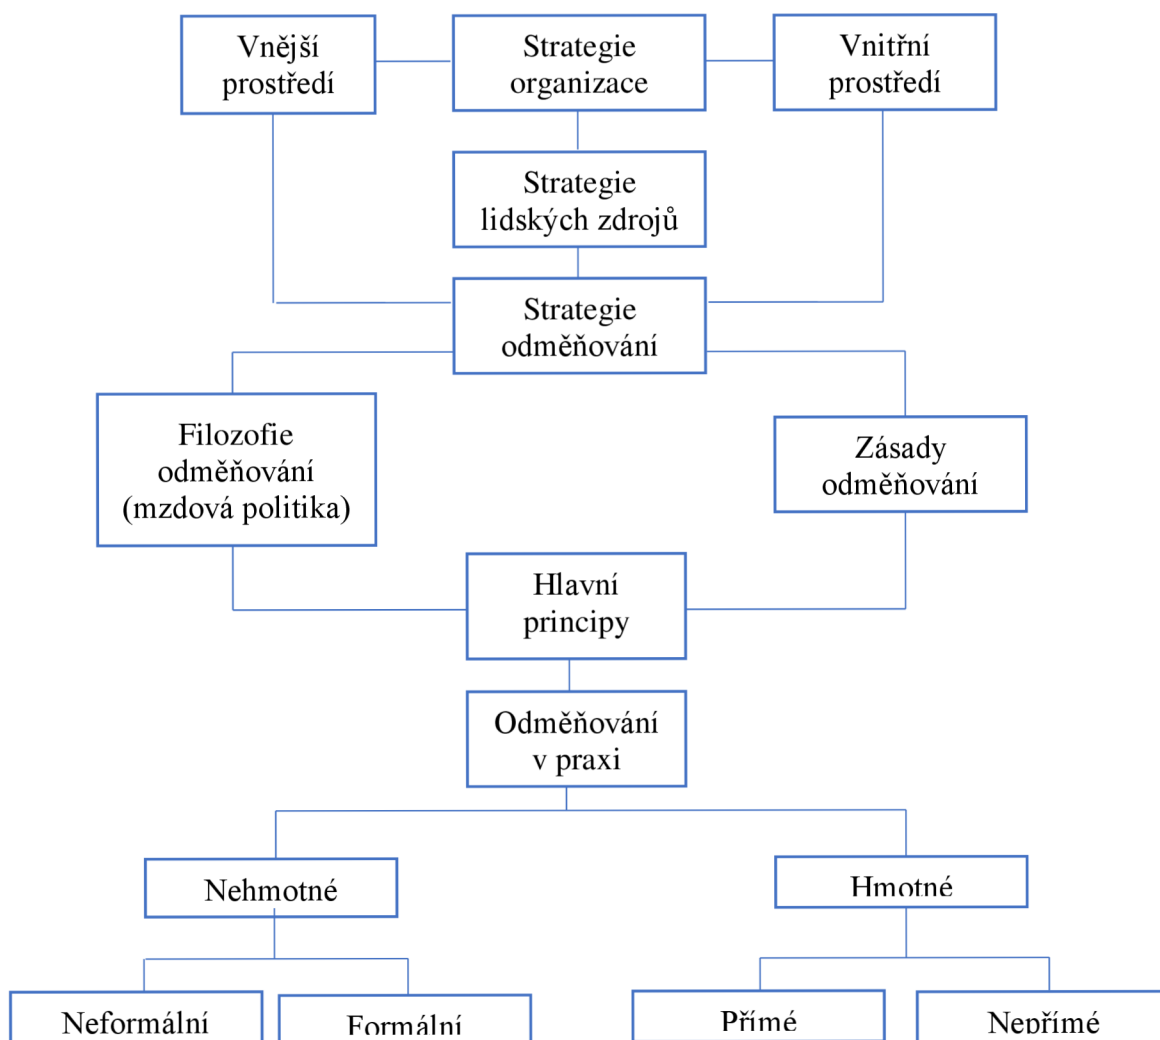 Vnější
prostředí
Strategie
organizace
Vnitřní
prostředí
Strategie
lidských zdrojů
Strategie
odměňování
Filozofie
odměňování
(mzdová politika)
Zásady
odměňování
Hlavní
principy
Odměňování
v praxi
Nehmotné
Hmotné
Neformální
Formální
Přímé
Nepřímé